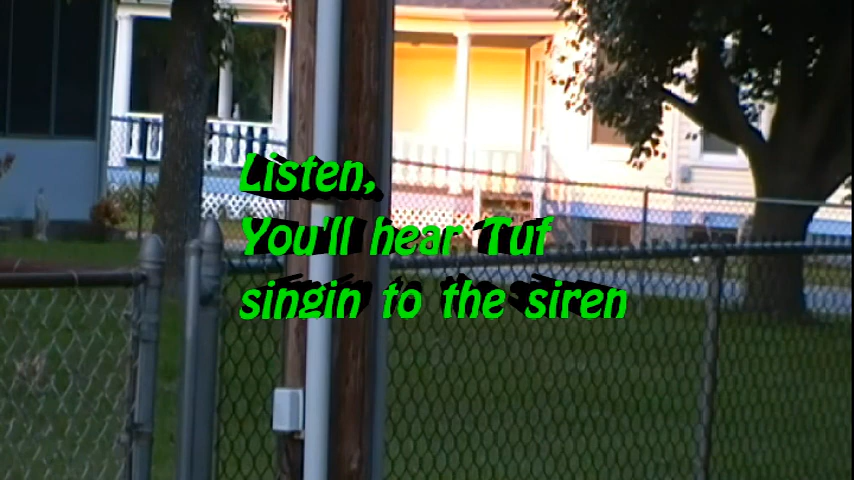 Listen,
You'll hear Tuf
singin to the siren